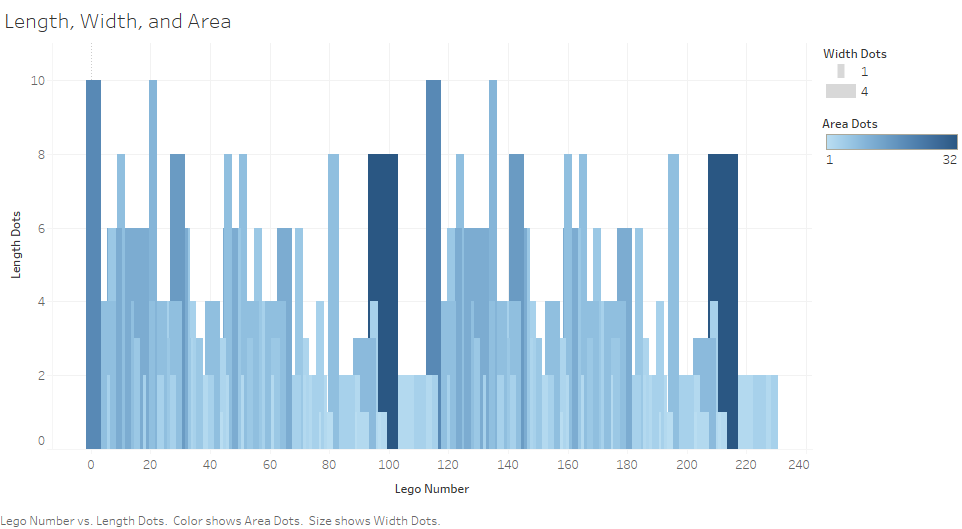 Length, Width, and Area
Width Dots
1
4
Area Dots
1 32
Length Dots
10
8
6
4
2
0
0 20 40 60 80 100 120 140 160 180 200 220 240
Lego Number
Lego Number vs. Length Dots. Color shows Area Dots. Size shows Width Dots.